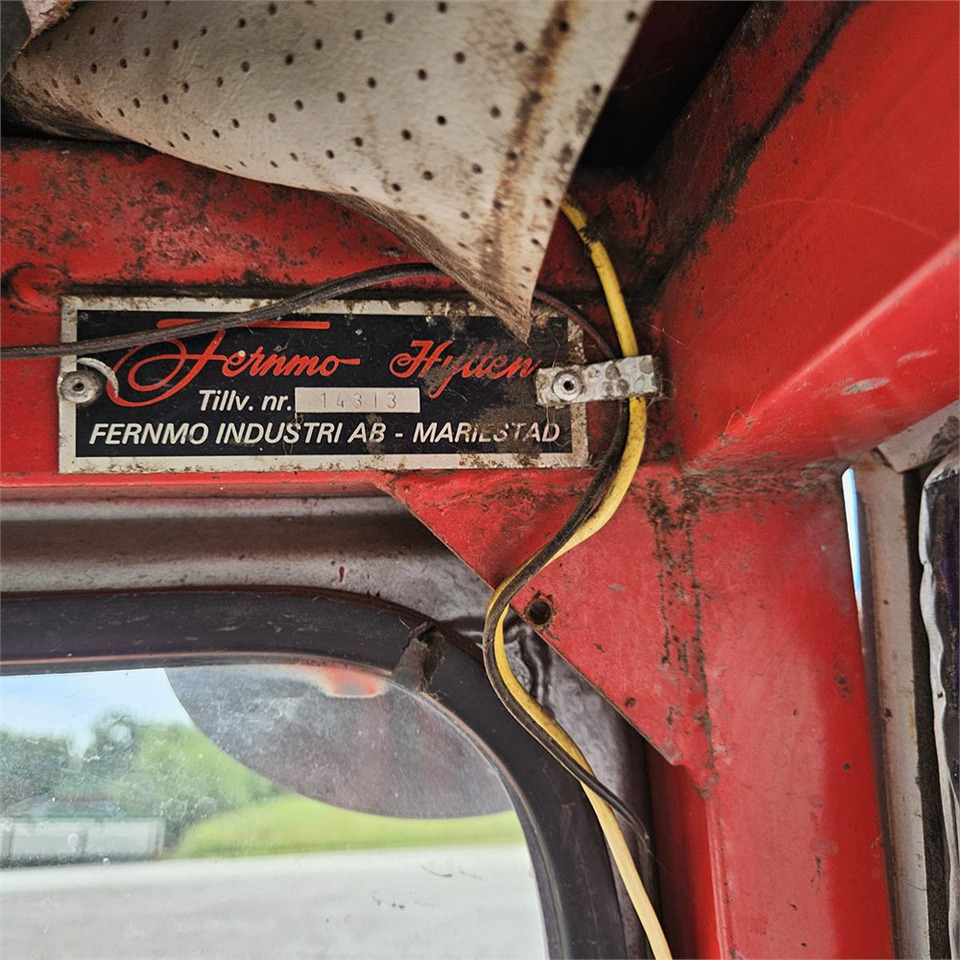 Fernmo Hytten
Tillv. nr. 14313
FERNMO INDUSTRI AB - MARIESTAD